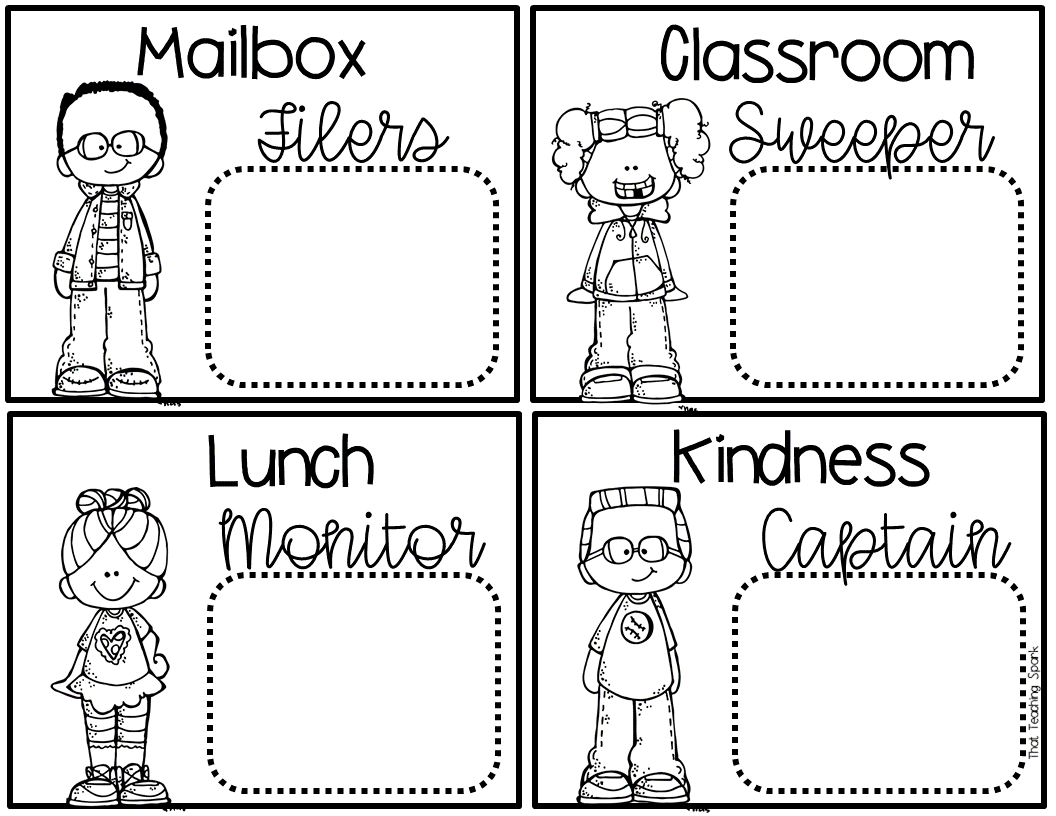 Mailbox
Filers
Classroom
Sweeper
Lunch
Monitor
Kindness
Captain
That Teaching Spark